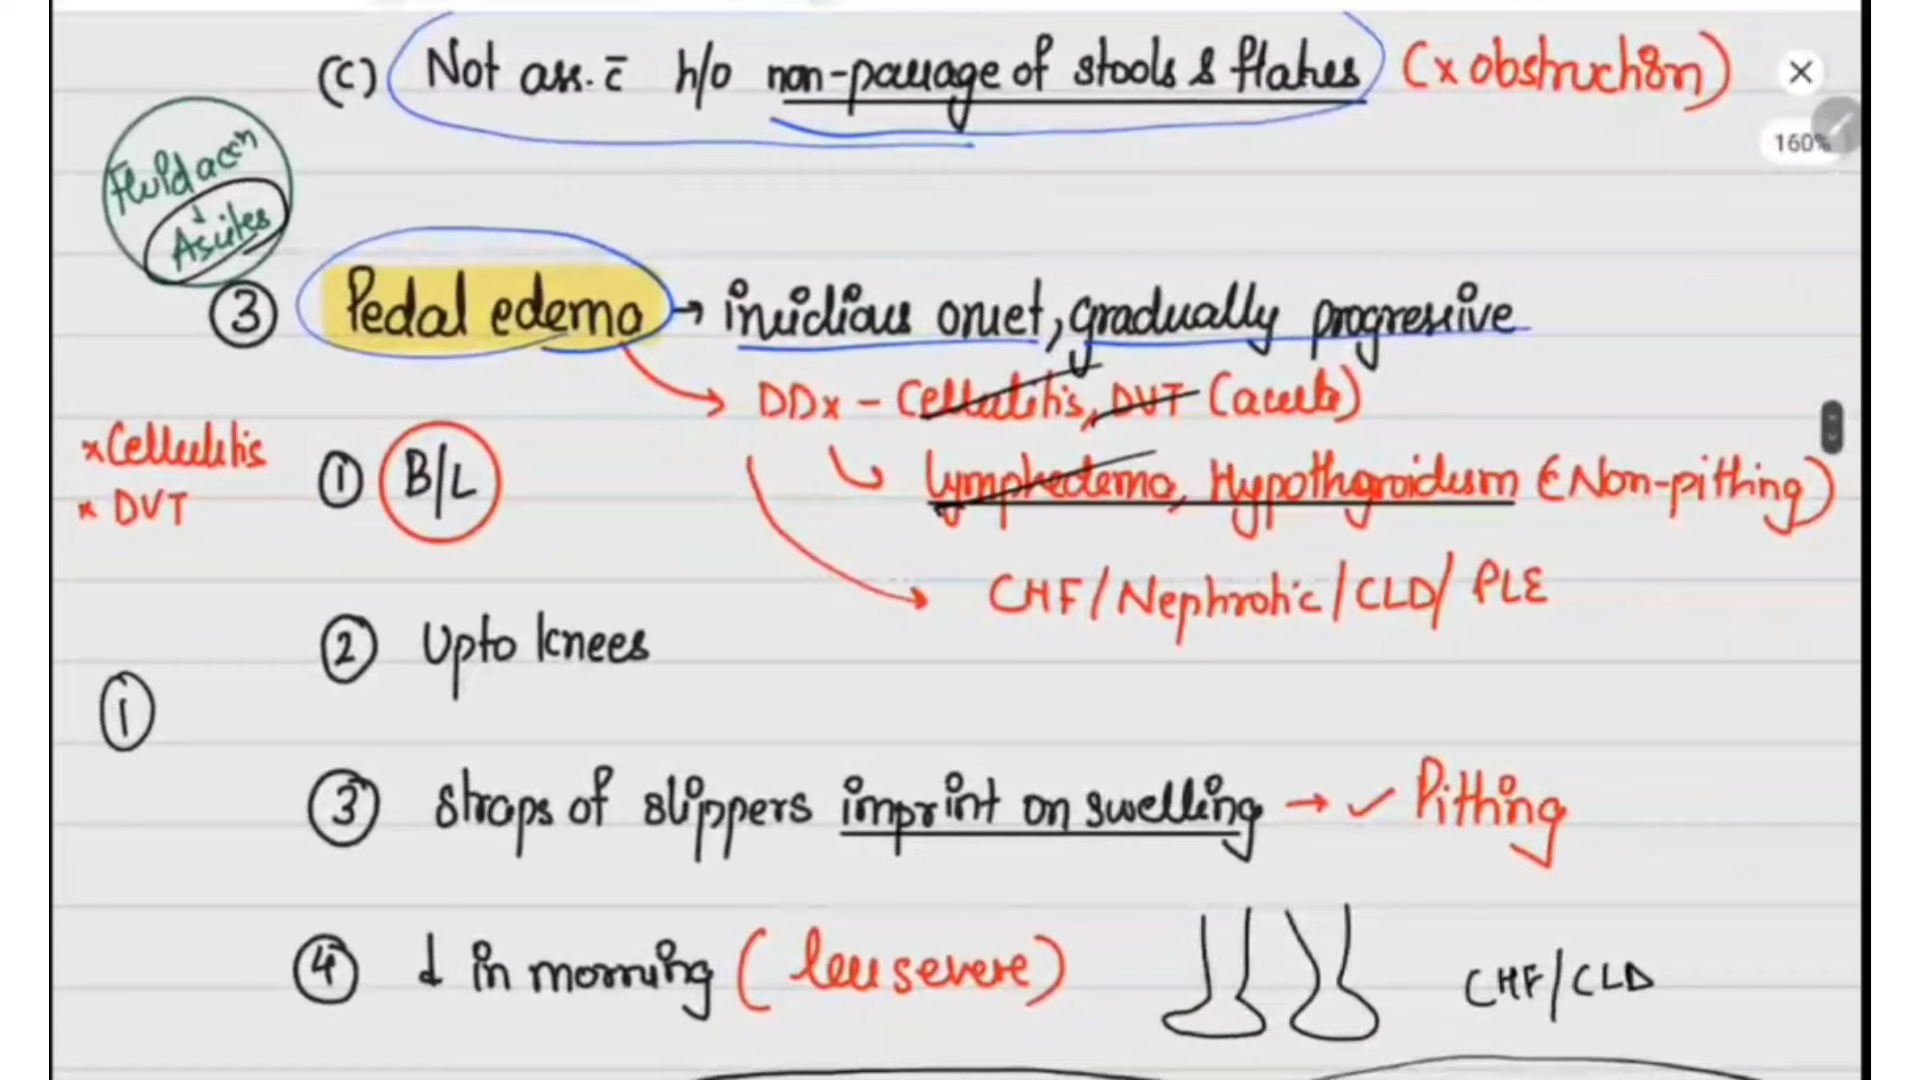 (c) Not ass. c̄ h/o non-passage of stools & flatus (x obstruction)
160%
Fluid accn
↓
Ascites
③ Pedal edema → insidious onset, gradually progressive
DDx - Cellulitis, DVT (acute)
x Cellulitis
x DVT
① B/L
Lymphedema, Hypothyroidism (Non-pitting)
CHF/Nephrotic/CLD/PLE
② Upto knees
①
③ straps of slippers imprint on swelling → ✓ Pitting
④ ↓ in morning (less severe)
CHF/CLD